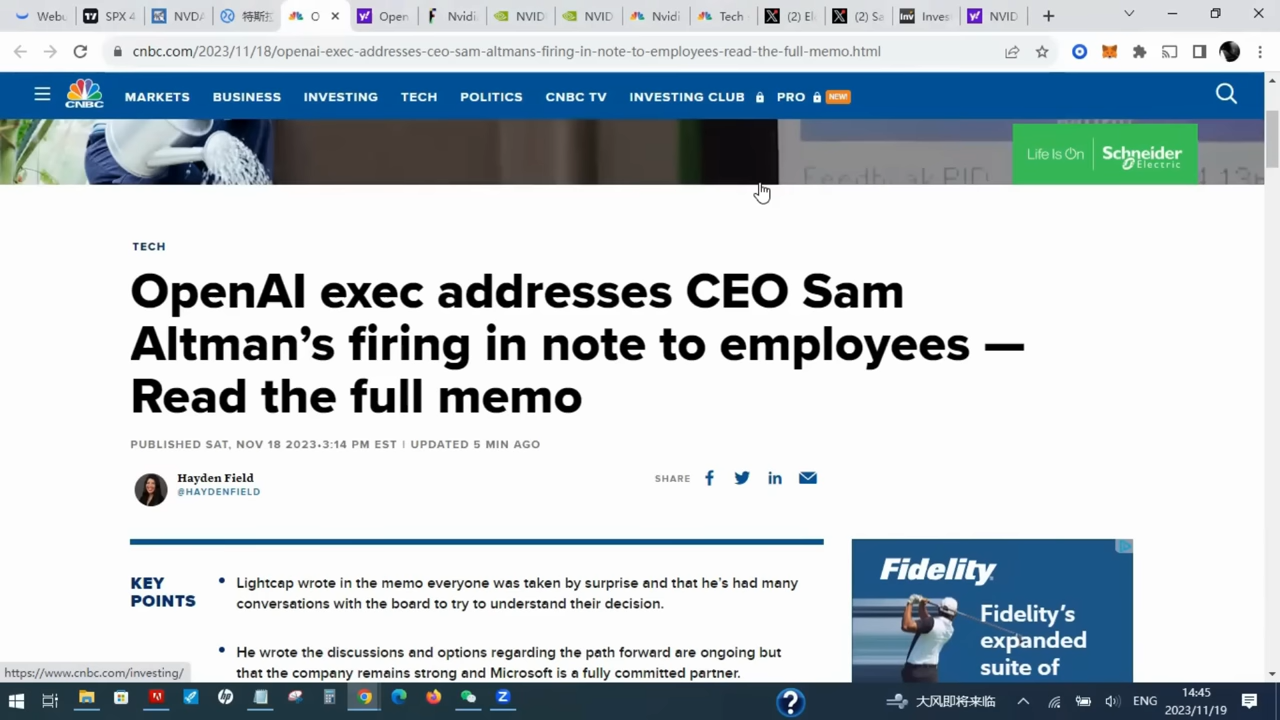 Webu
SPX 4
NVDA
特斯拉
O
Open
Nvidi
NVID
NVID
Nvidi
Tech
(2) El
(2) Sa
Inves
NVID
cnbc.com/2023/11/18/openai-exec-addresses-ceo-sam-altmans-firing-in-note-to-employees-read-the-full-memo.html
CNBC
MARKETS BUSINESS INVESTING TECH POLITICS CNBC TV INVESTING CLUB PRO NEW!
Life Is On Schneider Electric
TECH
OpenAI exec addresses CEO Sam
Altman’s firing in note to employees —
Read the full memo
PUBLISHED SAT, NOV 18 2023•3:14 PM EST | UPDATED 5 MIN AGO
Hayden Field
@HAYDENFIELD
SHARE
KEY
POINTS
• Lightcap wrote in the memo everyone was taken by surprise and that he’s had many
conversations with the board to try to understand their decision.
• He wrote the discussions and options regarding the path forward are ongoing but
that the company remains strong and Microsoft is a fully committed partner.
Fidelity
Fidelity’s
expanded
suite of
https://www.cnbc.com/investing/
大风即将来临
ENG
14:45
2023/11/19